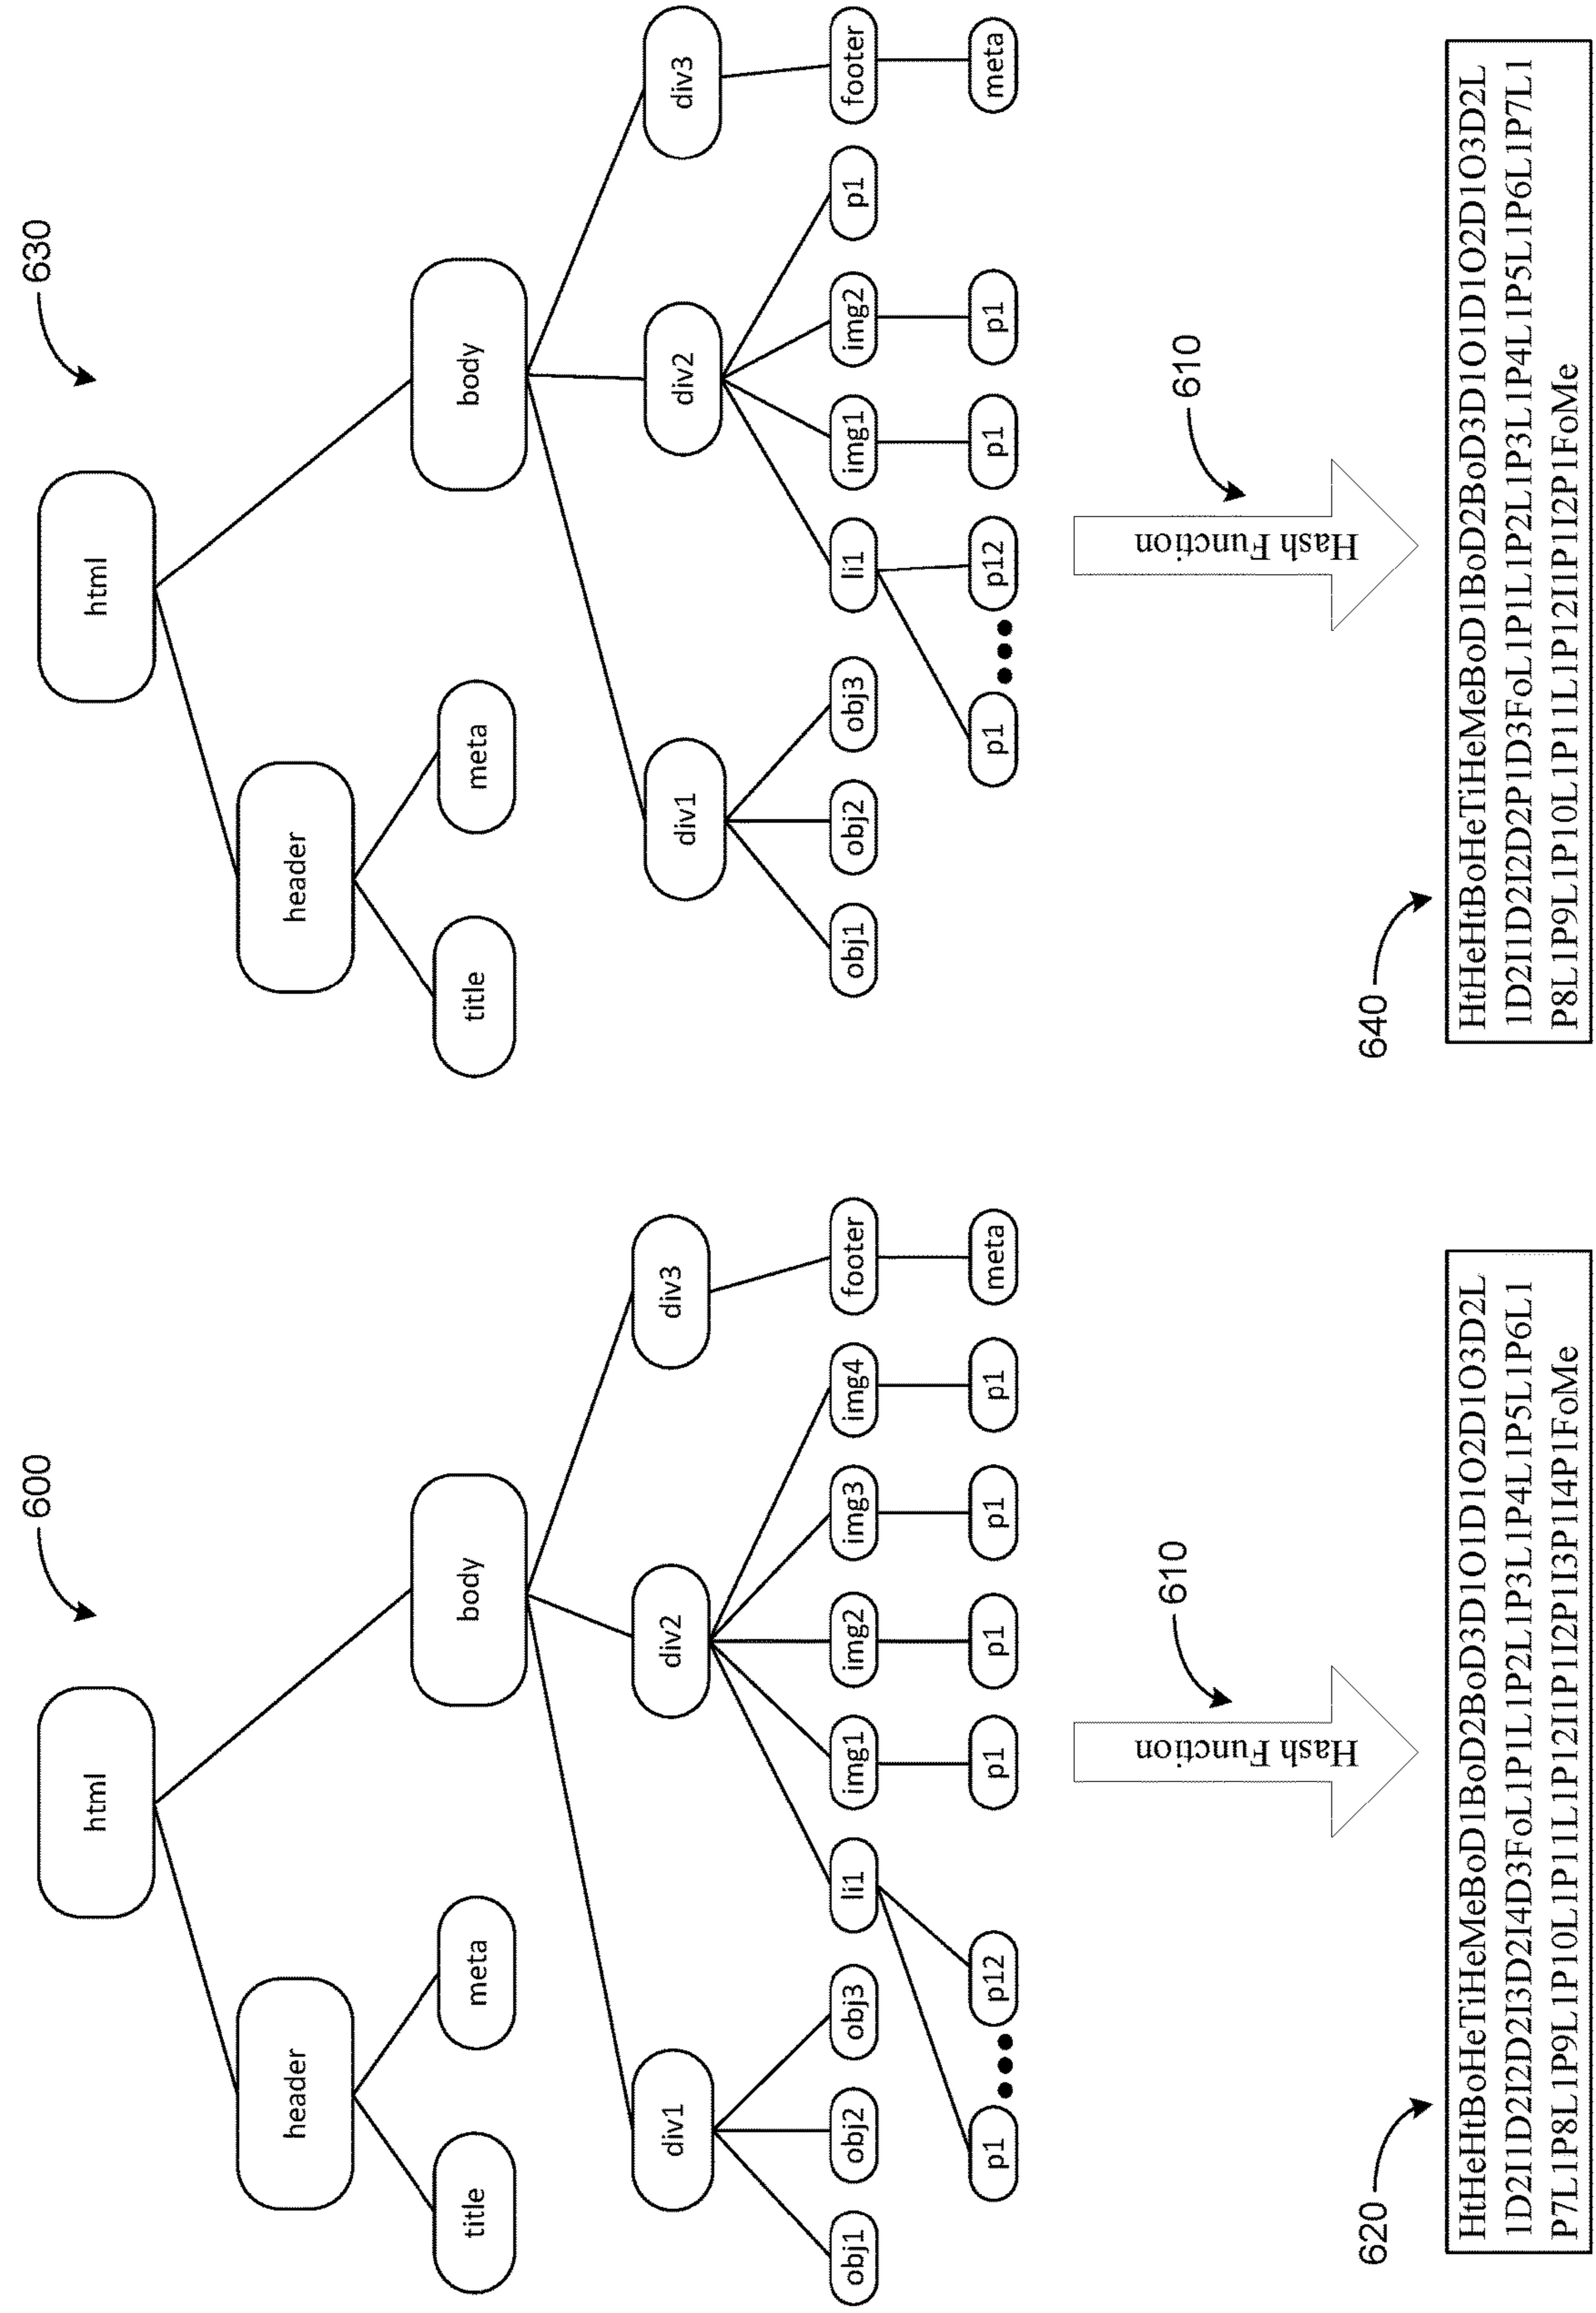 600
html
header
body
title
meta
div1
div2
div3
obj1
obj2
obj3
li1
img1
img2
img3
img4
footer
p1
p12
p1
p1
p1
p1
meta
Hash Function
610
620
HtHeHtBoHeTiHeMeBoD1BoD2BoD3D1O1D1O2D1O3D2L
1D2I1D2I2D2I3D2I4D3FoL1P1L1P2L1P3L1P4L1P5L1P6L1
P7L1P8L1P9L1P10L1P11L1P12I1P1I2P1I3P1I4P1FoMe
630
html
header
body
title
meta
div1
div2
div3
obj1
obj2
obj3
li1
img1
img2
p1
footer
p1
p12
p1
p1
meta
Hash Function
610
640
HtHeHtBoHeTiHeMeBoD1BoD2BoD3D1O1D1O2D1O3D2L
1D2I1D2I2D2P1D3FoL1P1L1P2L1P3L1P4L1P5L1P6L1P7L1
P8L1P9L1P10L1P11L1P12I1P1I2P1FoMe